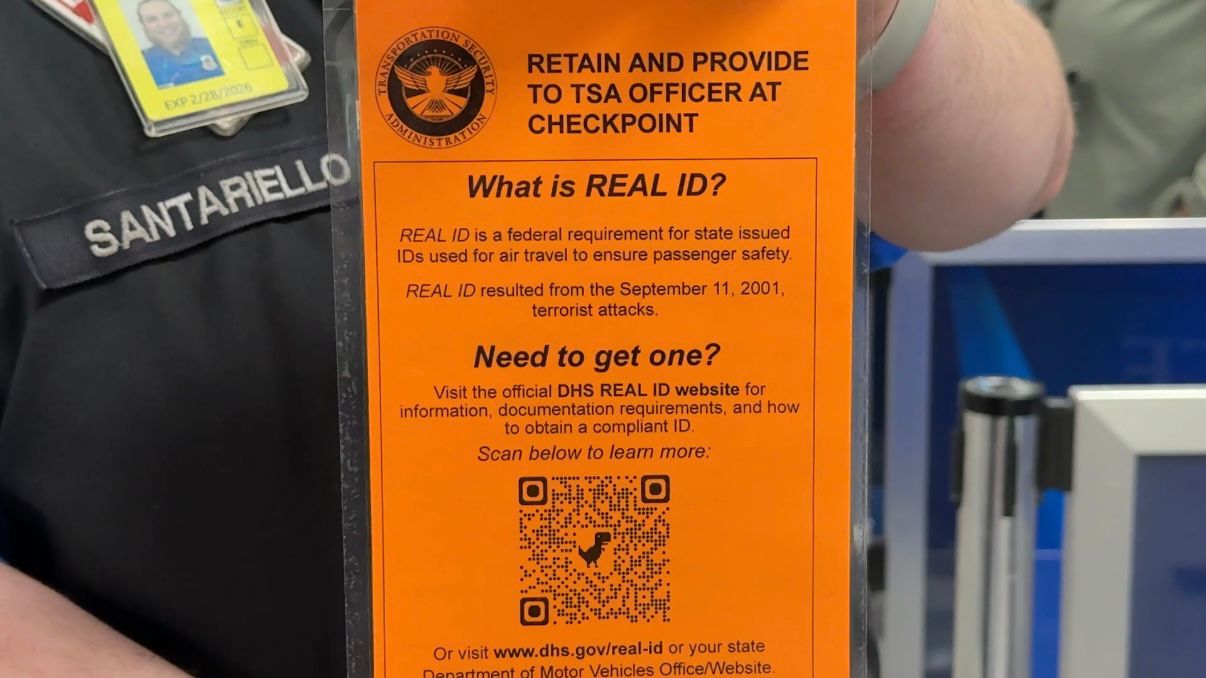 EXP 2/28/2026
SANTARIELLO
TRANSPORTATION SECURITY
ADMINISTRATION
RETAIN AND PROVIDE
TO TSA OFFICER AT
CHECKPOINT
What is REAL ID?
REAL ID is a federal requirement for state issued
IDs used for air travel to ensure passenger safety.
REAL ID resulted from the September 11, 2001,
terrorist attacks.
Need to get one?
Visit the official DHS REAL ID website for
information, documentation requirements, and how
to obtain a compliant ID.
Scan below to learn more:
Or visit www.dhs.gov/real-id or your state
Department of Motor Vehicles Office/Website.